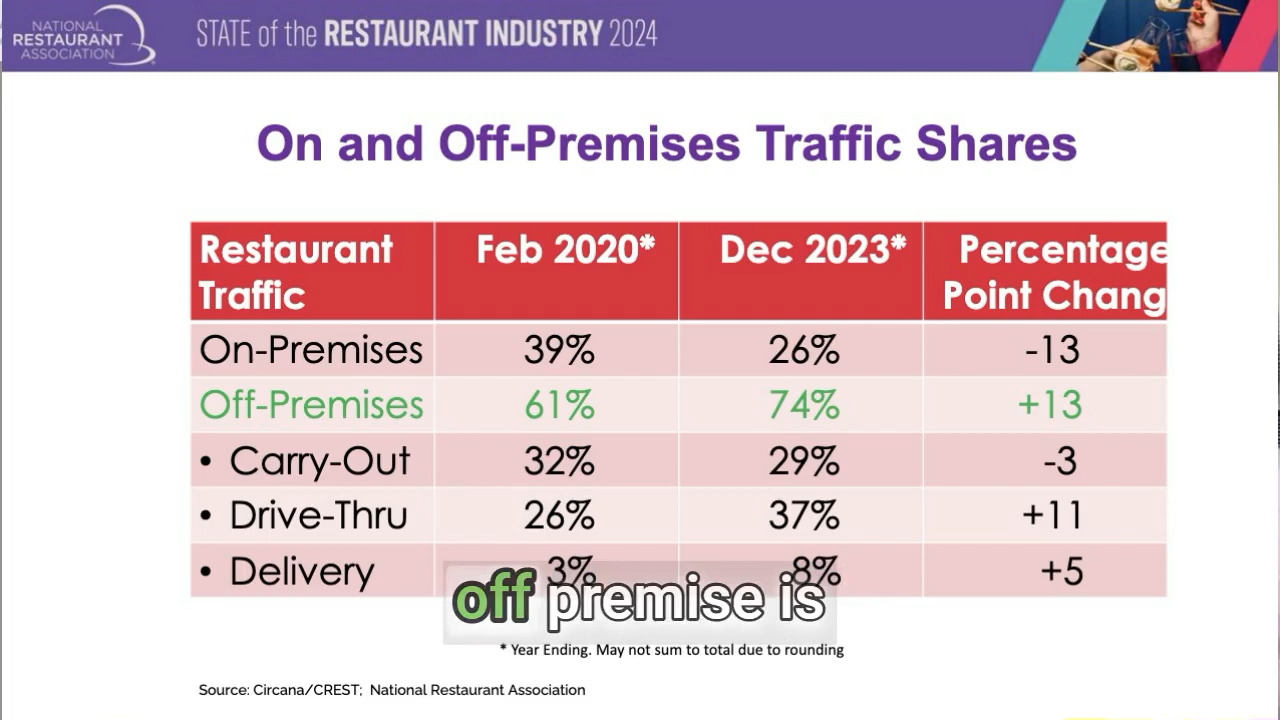 NATIONAL
RESTAURANT
ASSOCIATION
STATE of the RESTAURANT INDUSTRY 2024
On and Off-Premises Traffic Shares
Restaurant Traffic Feb 2020* Dec 2023* Percentage Point Chang
On-Premises 39% 26% -13
Off-Premises 61% 74% +13
• Carry-Out 32% 29% -3
• Drive-Thru 26% 37% +11
• Delivery 3% 8% +5
off premise is
* Year Ending. May not sum to total due to rounding
Source: Circana/CREST; National Restaurant Association